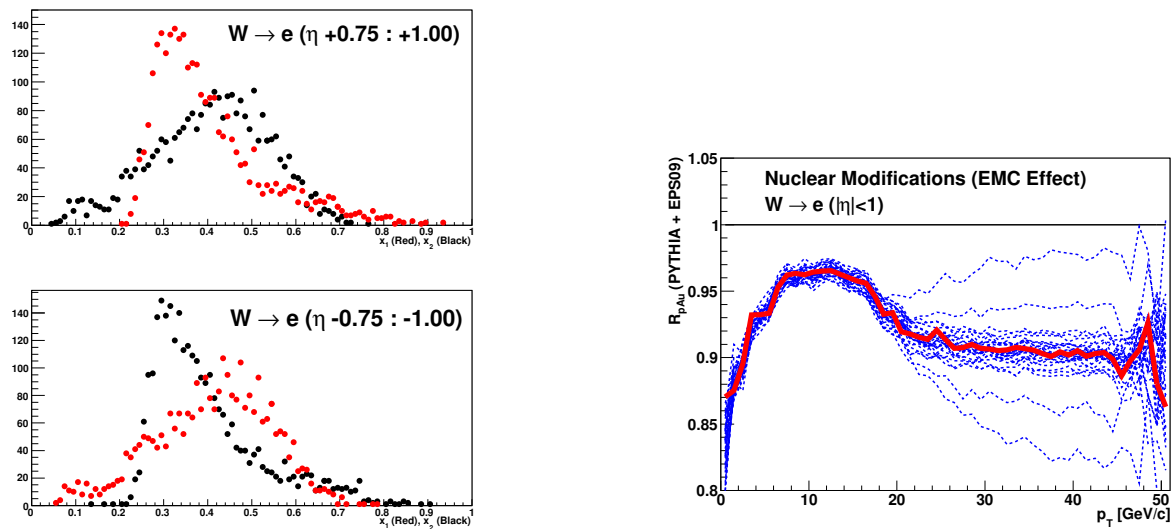 140
120
100
80
60
40
20
0
W → e (η +0.75 : +1.00)
0 0.1 0.2 0.3 0.4 0.5 0.6 0.7 0.8 0.9 1
x₁ (Red), x₂ (Black)
140
120
100
80
60
40
20
0
W → e (η -0.75 : -1.00)
0 0.1 0.2 0.3 0.4 0.5 0.6 0.7 0.8 0.9 1
x₁ (Red), x₂ (Black)
R_pAu (PYTHIA + EPS09)
1.05
1
0.95
0.9
0.85
0.8
Nuclear Modifications (EMC Effect)
W → e (|η|<1)
0 10 20 30 40 50
p_T [GeV/c]